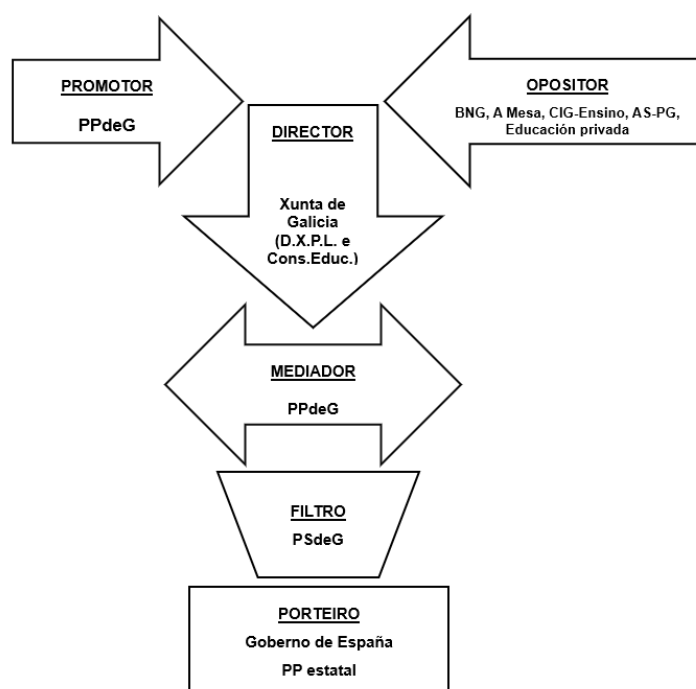 PROMOTOR
PPdeG
OPOSITOR
BNG, A Mesa, CIG-Ensino, AS-PG,
Educación privada
DIRECTOR
Xunta de
Galicia
(D.X.P.L. e
Cons.Educ.)
MEDIADOR
PPdeG
FILTRO
PSdeG
PORTEIRO
Goberno de España
PP estatal